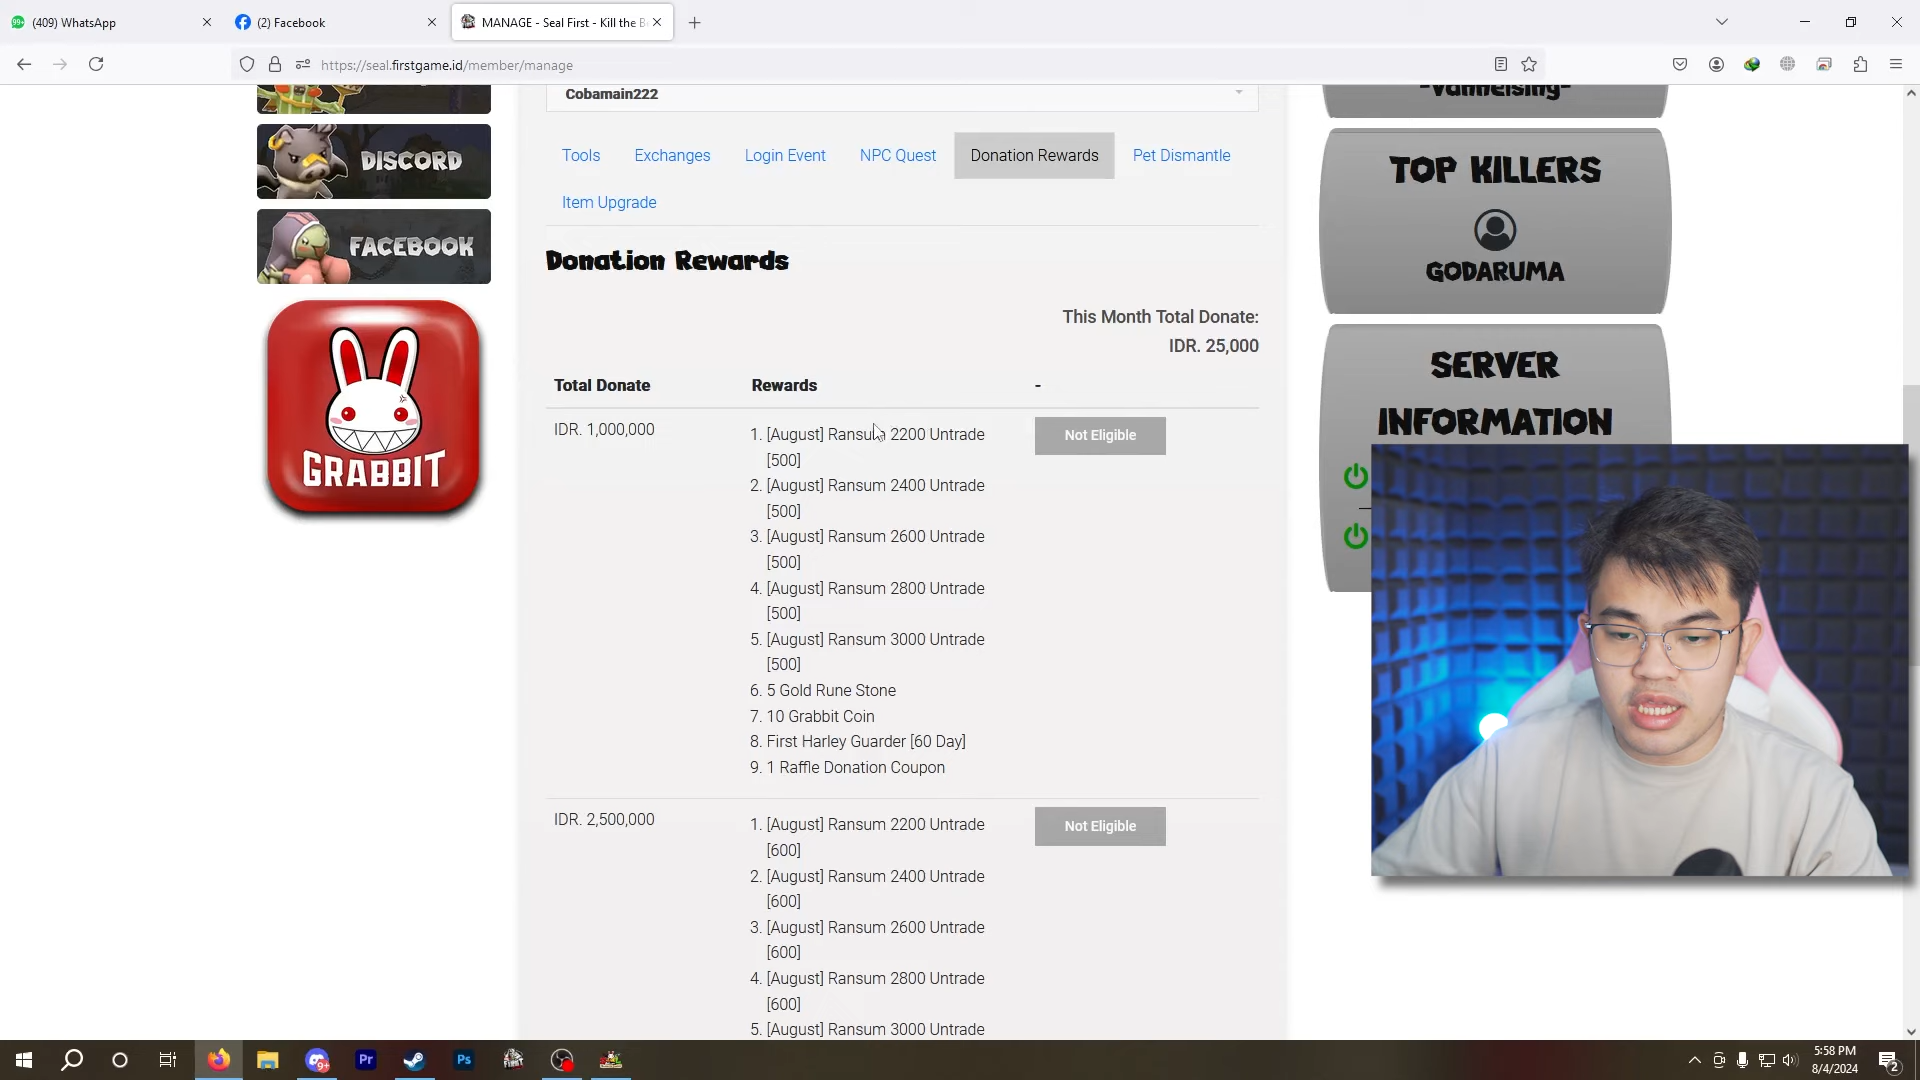 (409) WhatsApp
(2) Facebook
MANAGE - Seal First - Kill the B
https://seal.firstgame.id/member/manage
Cobamain222
-Vanhelsing-
Tools
Exchanges
Login Event
NPC Quest
Donation Rewards
Pet Dismantle
Item Upgrade
DISCORD
FACEBOOK
GRABBIT
Donation Rewards
This Month Total Donate:
IDR. 25,000
Total Donate
Rewards
-
IDR. 1,000,000
1. [August] Ransum 2200 Untrade
[500]
2. [August] Ransum 2400 Untrade
[500]
3. [August] Ransum 2600 Untrade
[500]
4. [August] Ransum 2800 Untrade
[500]
5. [August] Ransum 3000 Untrade
[500]
6. 5 Gold Rune Stone
7. 10 Grabbit Coin
8. First Harley Guarder [60 Day]
9. 1 Raffle Donation Coupon
Not Eligible
IDR. 2,500,000
1. [August] Ransum 2200 Untrade
[600]
2. [August] Ransum 2400 Untrade
[600]
3. [August] Ransum 2600 Untrade
[600]
4. [August] Ransum 2800 Untrade
[600]
5. [August] Ransum 3000 Untrade
Not Eligible
TOP KILLERS
GODARUMA
SERVER
INFORMATION
99+
9+
Pr
Ps
FIRST
5:58 PM
8/4/2024
2